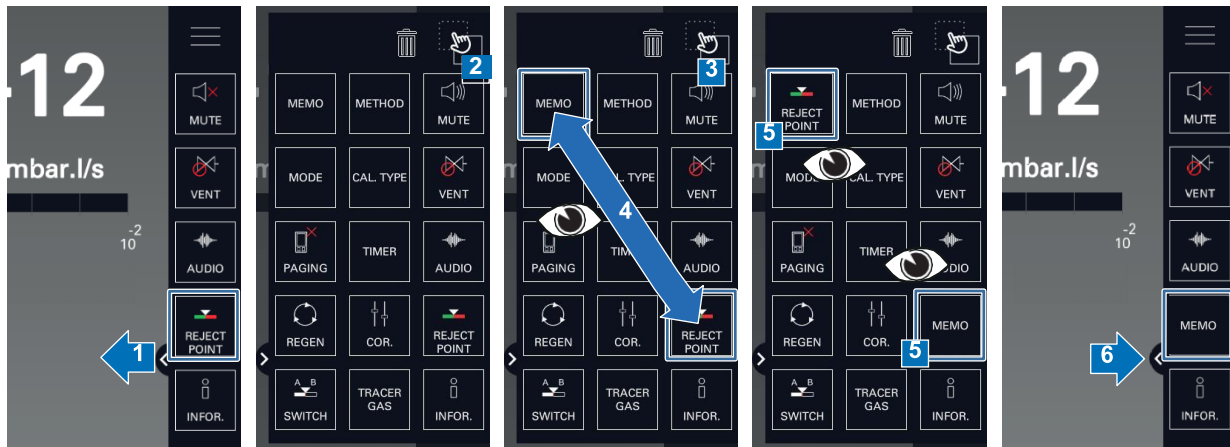 -12
mbar.l/s
-2
10
MUTE
VENT
AUDIO
REJECT
POINT
INFOR.
1
2
MEMO METHOD MUTE
MODE CAL. TYPE VENT
PAGING TIMER AUDIO
REGEN COR. REJECT
POINT
A B
SWITCH TRACER
GAS INFOR.
3
MEMO METHOD MUTE
MODE TYPE VENT
4
PAGING AUDIO
REGEN COR. REJECT
POINT
A B
SWITCH TRACER
GAS INFOR.
REJECT
POINT METHOD MUTE
5
CAL. TYPE VENT
PAGING TIMER
REGEN COR. MEMO
5
A B
SWITCH TRACER
GAS INFOR.
12
mbar.l/s
-2
10
MUTE
VENT
AUDIO
MEMO
6
INFOR.